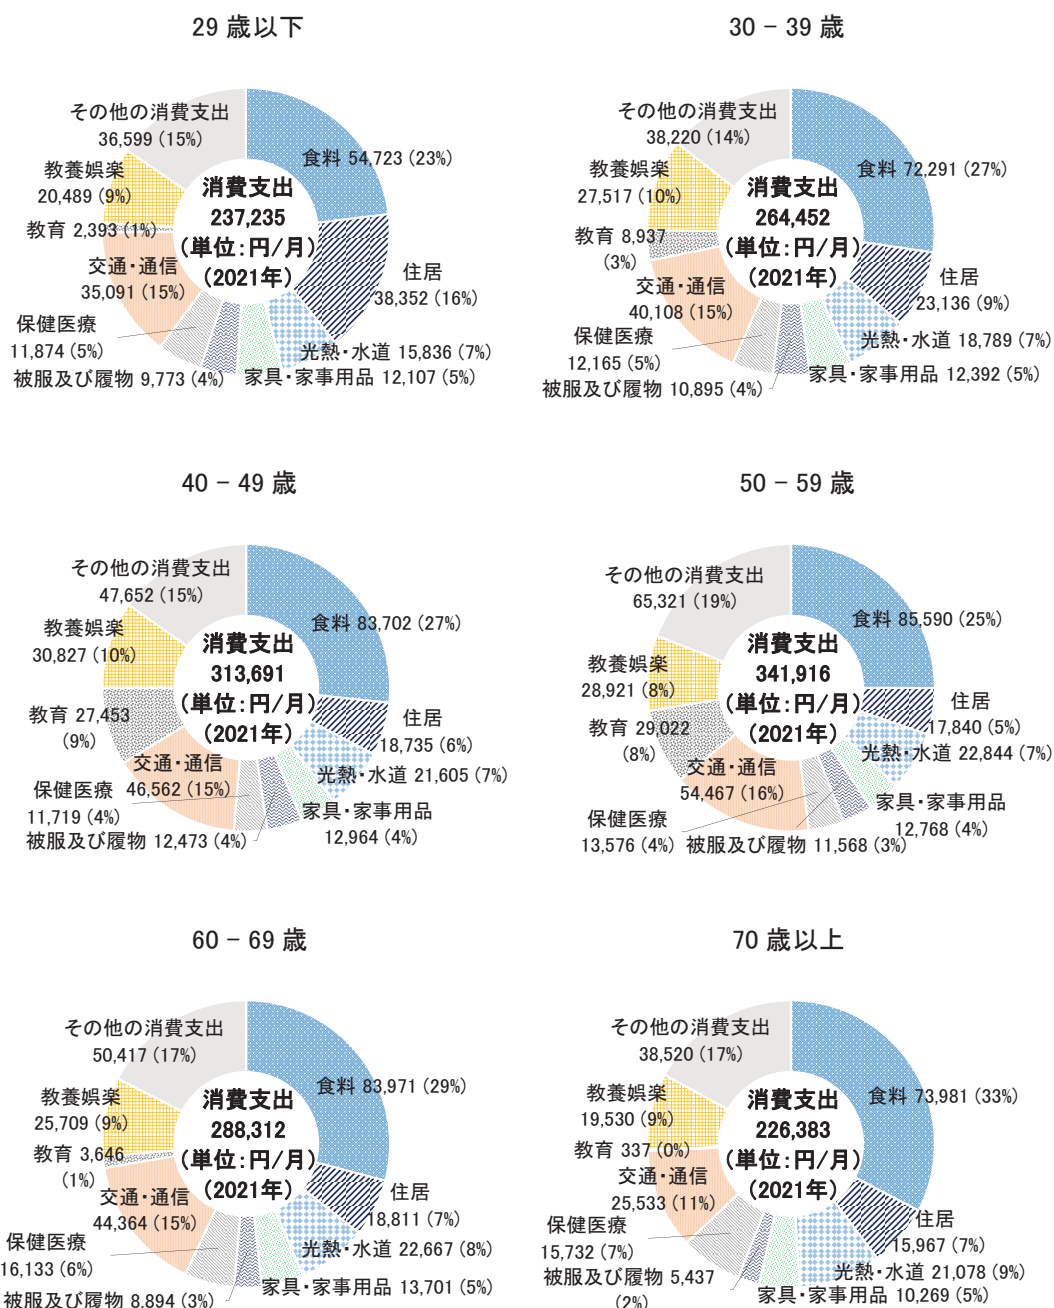 29 歳以下
その他の消費支出
36,599 (15%)
食料 54,723 (23%)
教養娯楽
20,489 (9%)
消費支出
237,235
(単位:円/月)
(2021年)
教育 2,393 (1%)
交通・通信
35,091 (15%)
住居
38,352 (16%)
保健医療
11,874 (5%)
光熱・水道 15,836 (7%)
被服及び履物 9,773 (4%)
家具・家事用品 12,107 (5%)
30 − 39 歳
その他の消費支出
38,220 (14%)
食料 72,291 (27%)
教養娯楽
27,517 (10%)
消費支出
264,452
(単位:円/月)
(2021年)
教育 8,937
(3%)
交通・通信
40,108 (15%)
住居
23,136 (9%)
保健医療
12,165 (5%)
光熱・水道 18,789 (7%)
被服及び履物 10,895 (4%)
家具・家事用品 12,392 (5%)
40 − 49 歳
その他の消費支出
47,652 (15%)
食料 83,702 (27%)
教養娯楽
30,827 (10%)
消費支出
313,691
(単位:円/月)
(2021年)
教育 27,453
(9%)
住居
18,735 (6%)
交通・通信
46,562 (15%)
光熱・水道 21,605 (7%)
保健医療
11,719 (4%)
家具・家事用品
12,964 (4%)
被服及び履物 12,473 (4%)
50 − 59 歳
その他の消費支出
65,321 (19%)
食料 85,590 (25%)
教養娯楽
28,921 (8%)
消費支出
341,916
(単位:円/月)
(2021年)
教育 29,022
(8%)
住居
17,840 (5%)
光熱・水道 22,844 (7%)
交通・通信
54,467 (16%)
家具・家事用品
12,768 (4%)
保健医療
13,576 (4%)
被服及び履物 11,568 (3%)
60 − 69 歳
その他の消費支出
50,417 (17%)
食料 83,971 (29%)
教養娯楽
25,709 (9%)
消費支出
288,312
(単位:円/月)
(2021年)
教育 3,646
(1%)
交通・通信
44,364 (15%)
住居
18,811 (7%)
保健医療
16,133 (6%)
光熱・水道 22,667 (8%)
家具・家事用品 13,701 (5%)
被服及び履物 8,894 (3%)
70 歳以上
その他の消費支出
38,520 (17%)
食料 73,981 (33%)
教養娯楽
19,530 (9%)
消費支出
226,383
(単位:円/月)
(2021年)
教育 337 (0%)
交通・通信
25,533 (11%)
住居
15,967 (7%)
保健医療
15,732 (7%)
光熱・水道 21,078 (9%)
被服及び履物 5,437
(2%)
家具・家事用品 10,269 (5%)